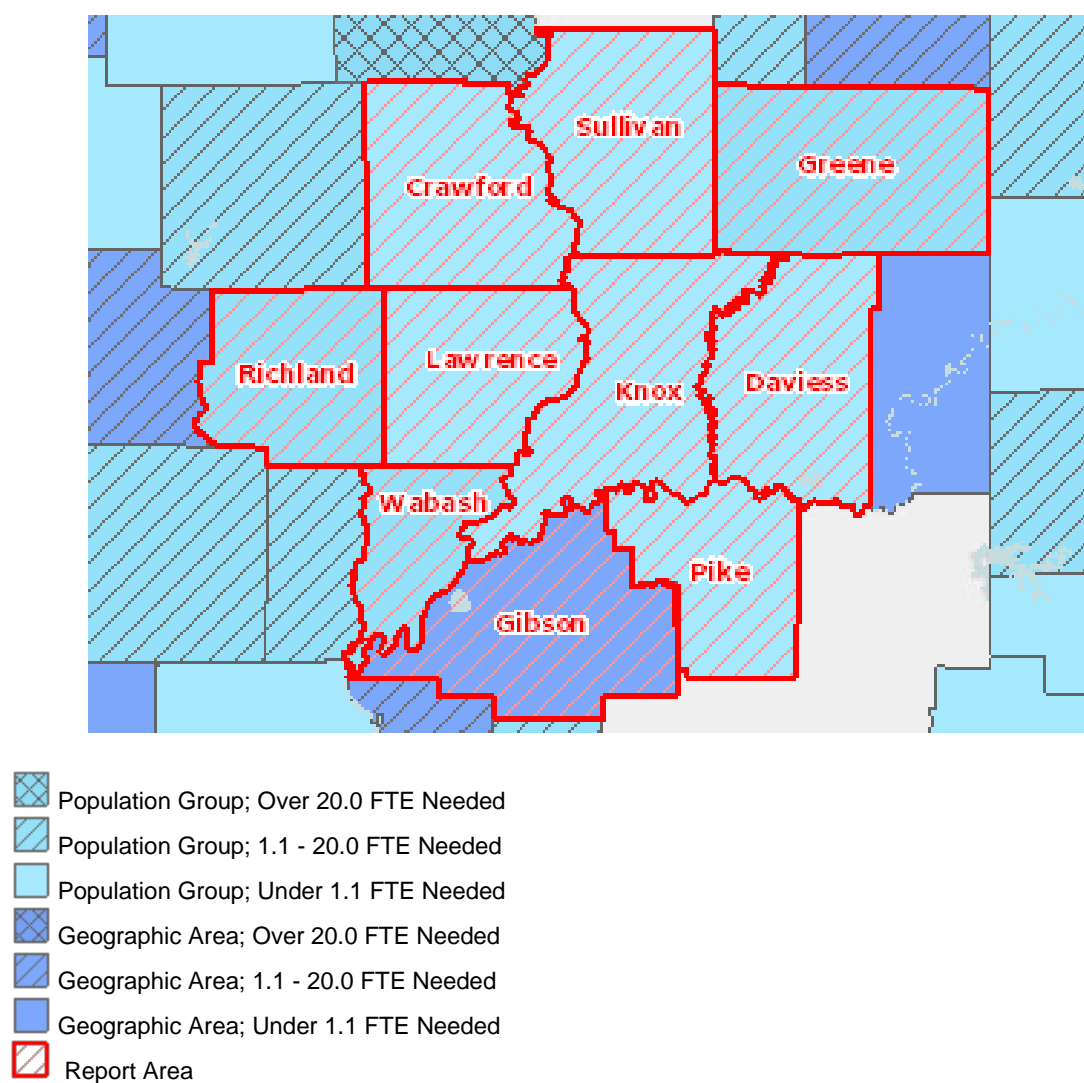 Sullivan
Greene
Crawford
Lawrence
Richland
Knox
Daviess
Wabash
Pike
Gibson
Population Group; Over 20.0 FTE Needed
Population Group; 1.1 - 20.0 FTE Needed
Population Group; Under 1.1 FTE Needed
Geographic Area; Over 20.0 FTE Needed
Geographic Area; 1.1 - 20.0 FTE Needed
Geographic Area; Under 1.1 FTE Needed
Report Area